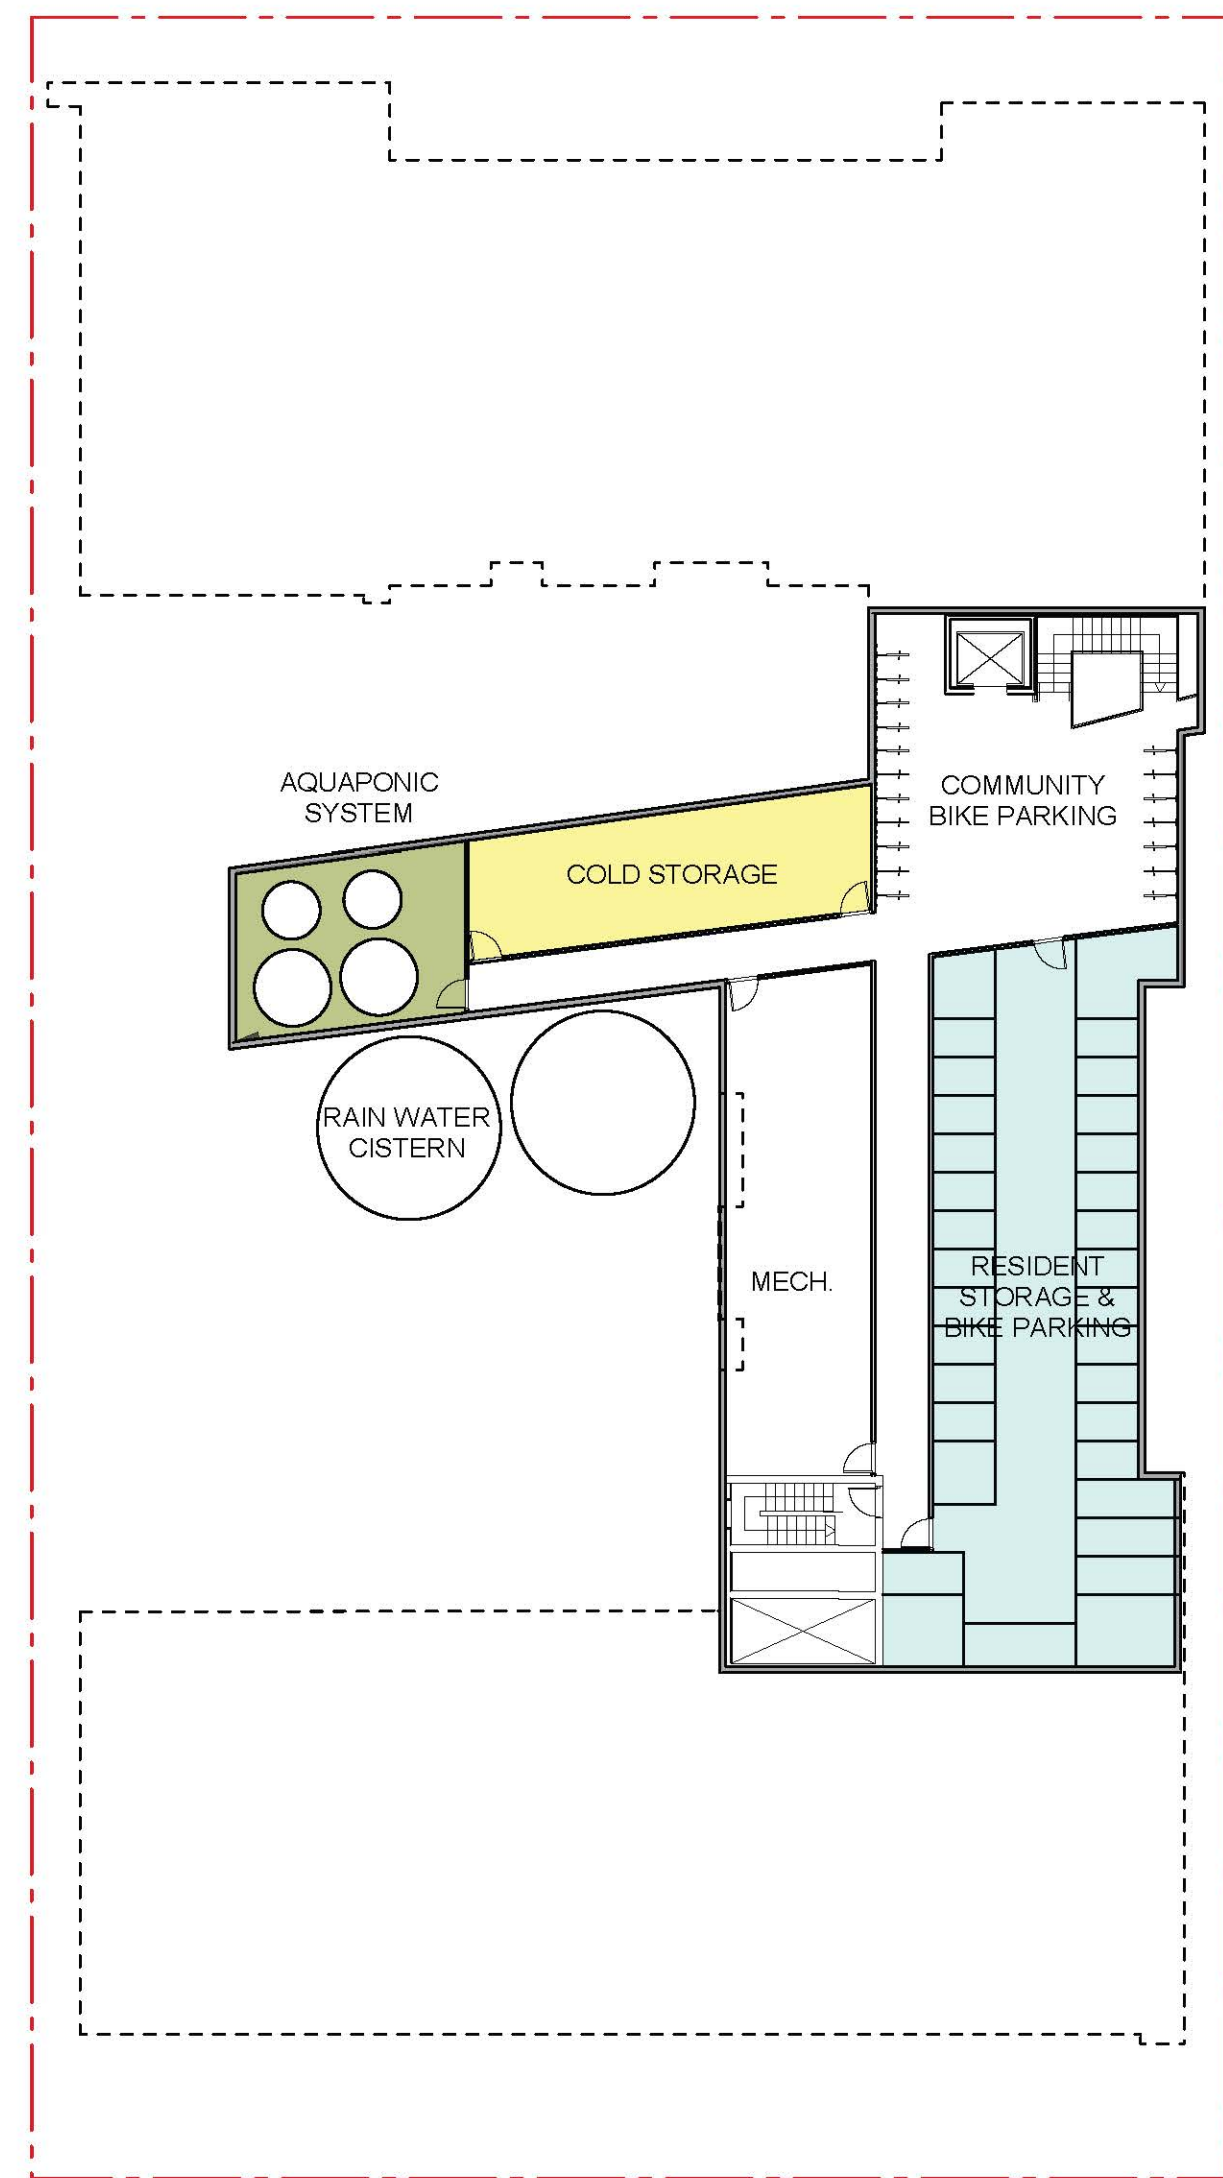 AQUAPONIC
SYSTEM
COMMUNITY
BIKE PARKING
COLD STORAGE
RAIN WATER
CISTERN
MECH.
RESIDENT
STORAGE &
BIKE PARKING